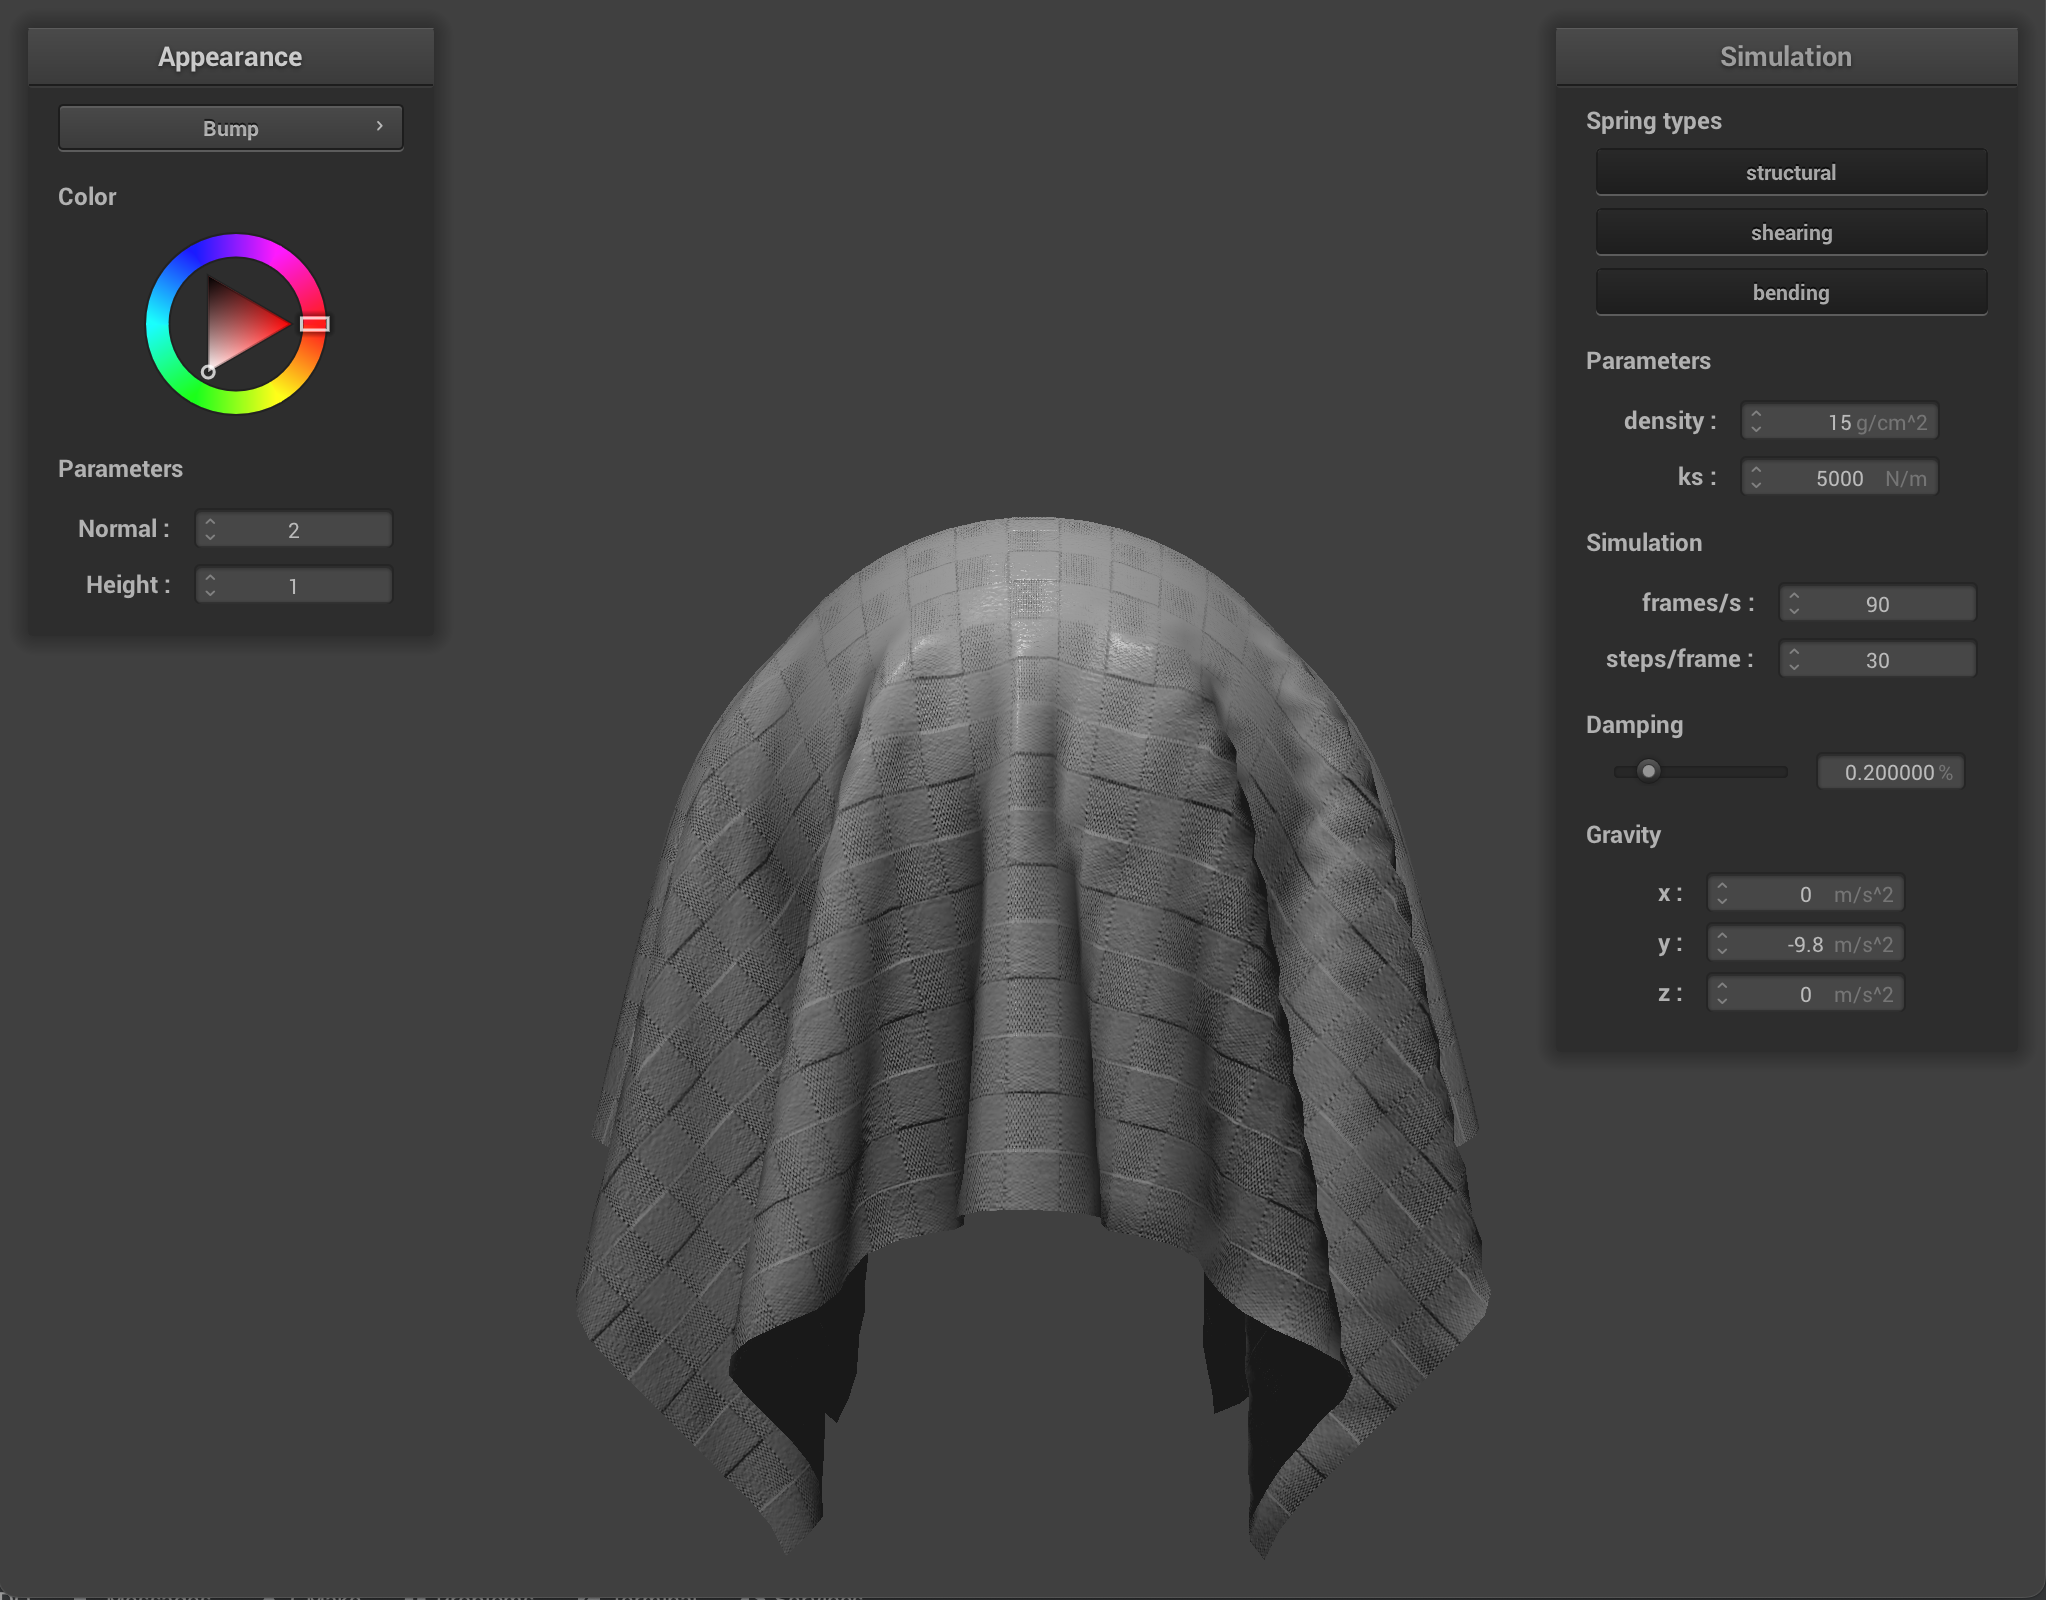 Appearance
Bump
Color
Parameters
Normal : 2
Height : 1
Simulation
Spring types
structural
shearing
bending
Parameters
density : 15 g/cm^2
ks : 5000 N/m
Simulation
frames/s : 90
steps/frame : 30
Damping
0.200000 %
Gravity
x : 0 m/s^2
y : -9.8 m/s^2
z : 0 m/s^2